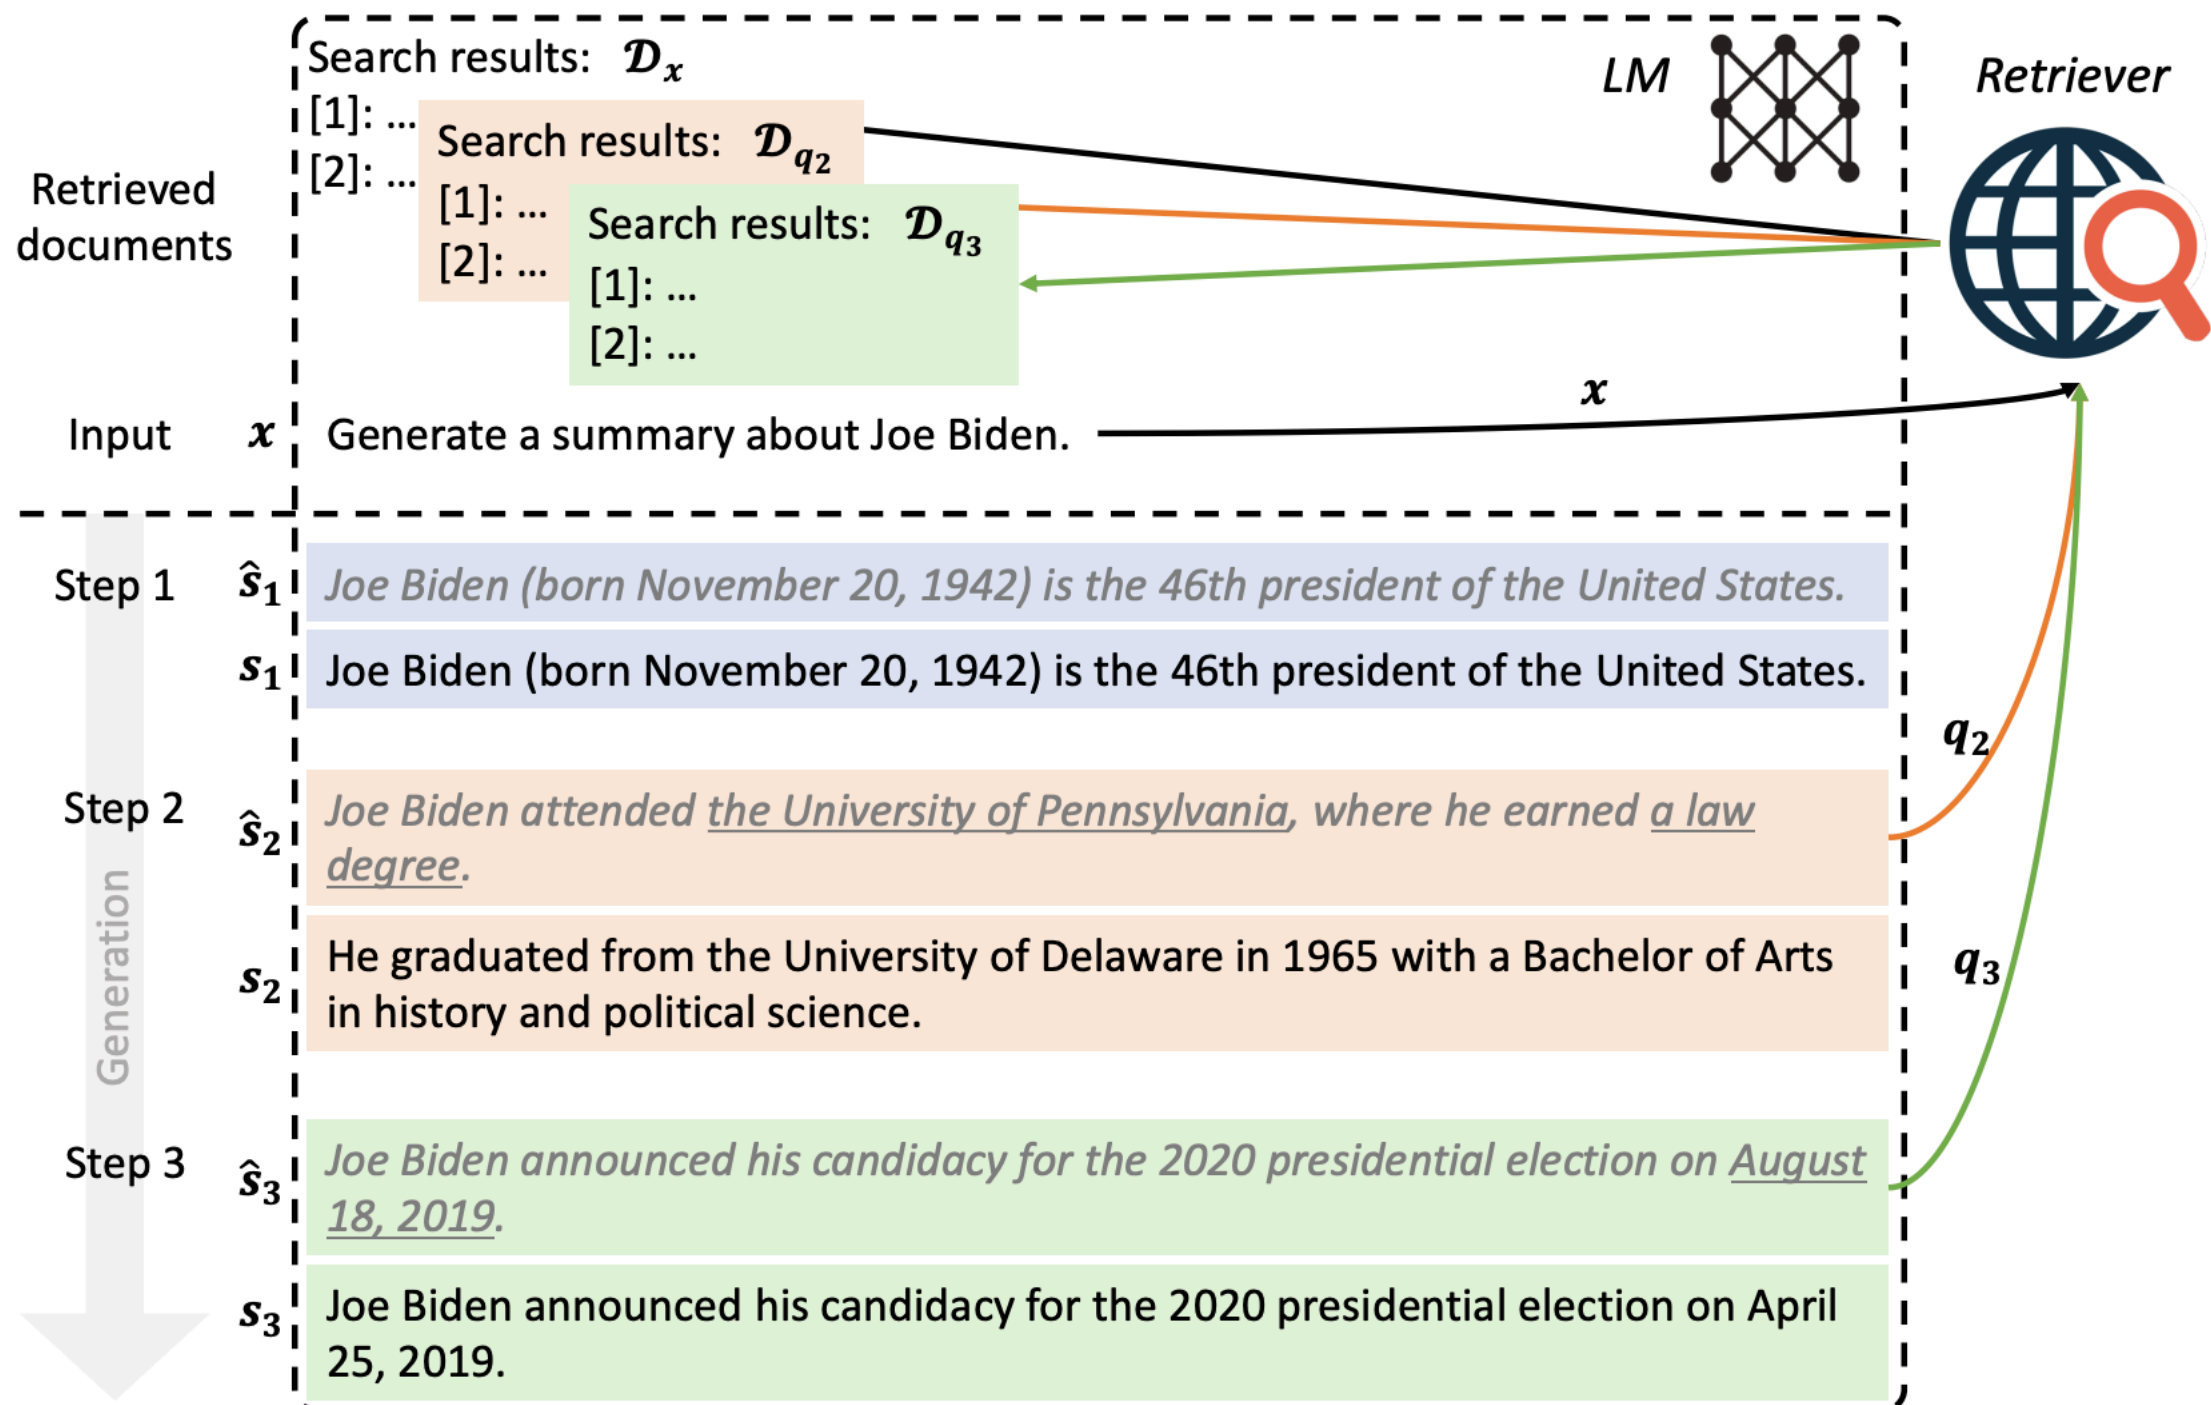 Search results: 𝒟x
LM
Retriever
[1]: ...
[2]: ...
Search results: 𝒟q2
[1]: ...
[2]: ...
Search results: 𝒟q3
[1]: ...
[2]: ...
Retrieved
documents
x
Input x Generate a summary about Joe Biden.
Generation
Step 1 ŝ1 Joe Biden (born November 20, 1942) is the 46th president of the United States.
s1 Joe Biden (born November 20, 1942) is the 46th president of the United States.
q2
Step 2 ŝ2 Joe Biden attended the University of Pennsylvania, where he earned a law
degree.
s2 He graduated from the University of Delaware in 1965 with a Bachelor of Arts
in history and political science.
q3
Step 3 ŝ3 Joe Biden announced his candidacy for the 2020 presidential election on August
18, 2019.
s3 Joe Biden announced his candidacy for the 2020 presidential election on April
25, 2019.